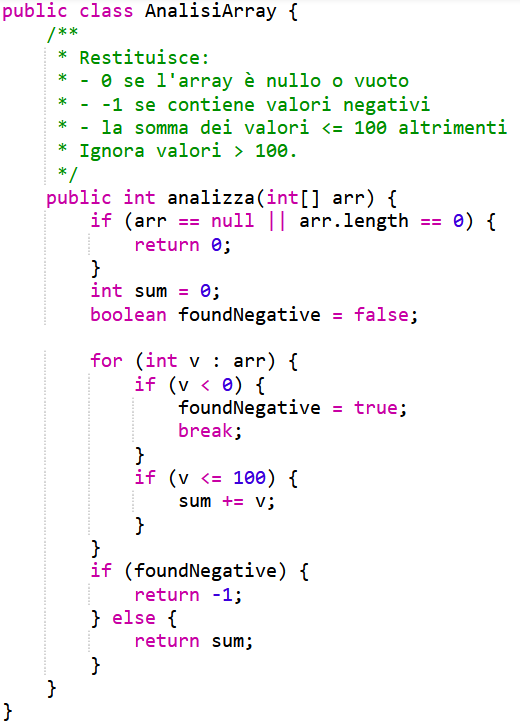 public class AnalisiArray {
    /**
     * Restituisce:
     * - 0 se l'array è nullo o vuoto
     * - -1 se contiene valori negativi
     * - la somma dei valori <= 100 altrimenti
     * Ignora valori > 100.
     */
    public int analizza(int[] arr) {
        if (arr == null || arr.length == 0) {
            return 0;
        }
        int sum = 0;
        boolean foundNegative = false;

        for (int v : arr) {
            if (v < 0) {
                foundNegative = true;
                break;
            }
            if (v <= 100) {
                sum += v;
            }
        }
        if (foundNegative) {
            return -1;
        } else {
            return sum;
        }
    }
}